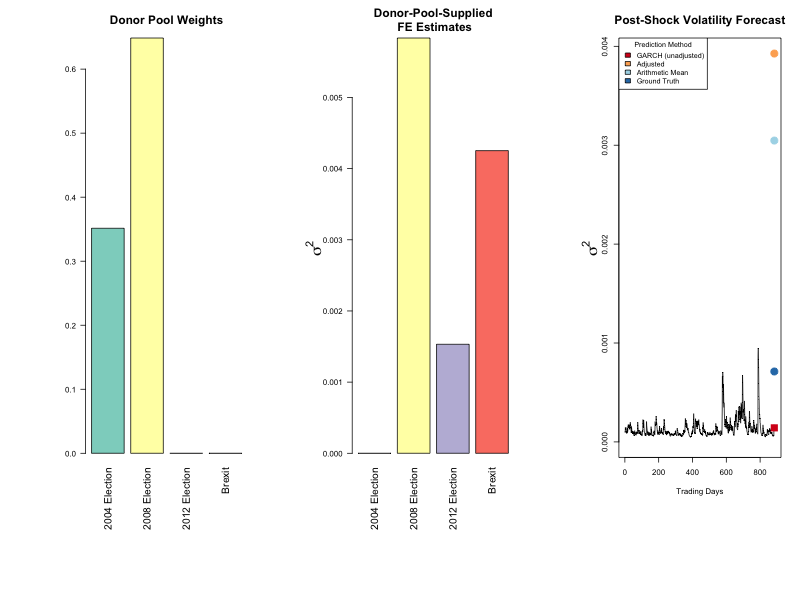 Donor Pool Weights
0.6
0.5
0.4
0.3
0.2
0.1
0.0
2004 Election
2008 Election
2012 Election
Brexit
Donor-Pool-Supplied
FE Estimates
σ²
0.005
0.004
0.003
0.002
0.001
0.000
2004 Election
2008 Election
2012 Election
Brexit
Post-Shock Volatility Forecast
σ²
0.004
0.003
0.002
0.001
0.000
Prediction Method
GARCH (unadjusted)
Adjusted
Arithmetic Mean
Ground Truth
0 200 400 600 800
Trading Days